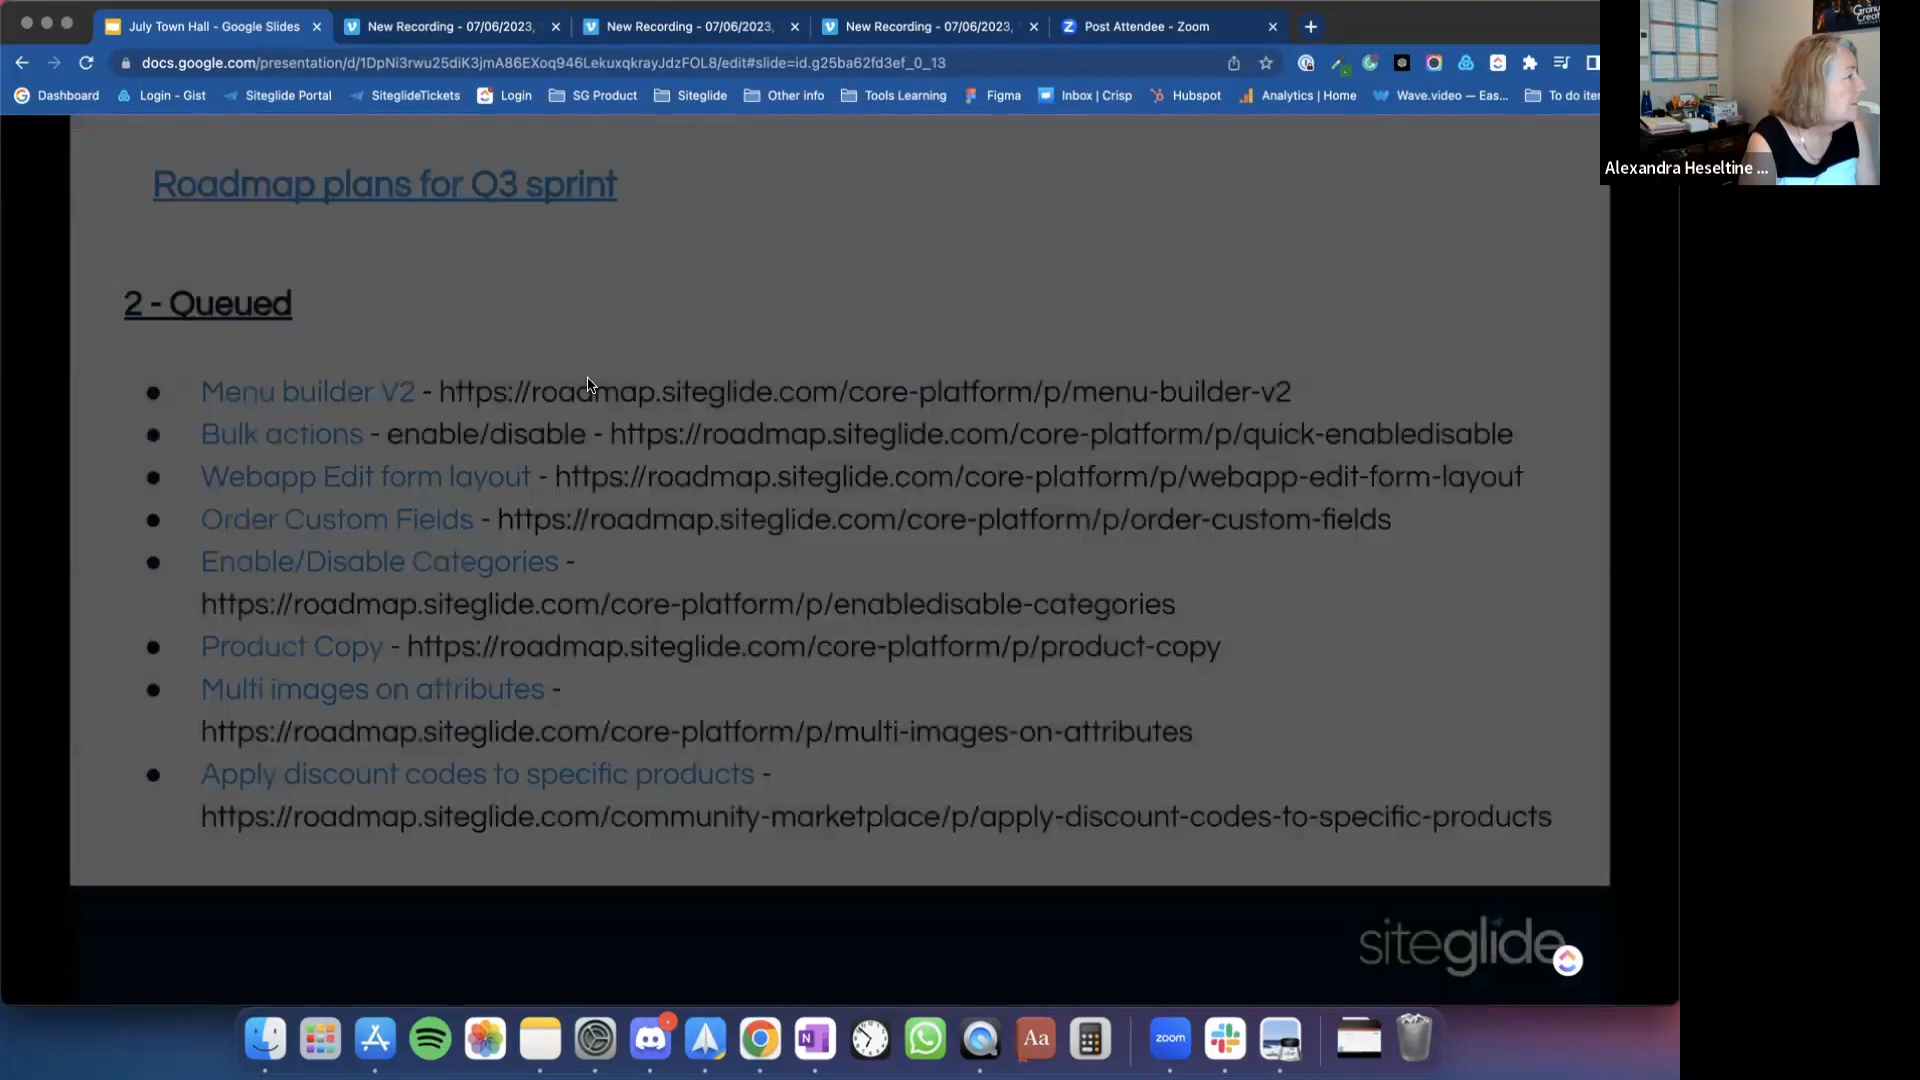 July Town Hall - Google Slides
New Recording - 07/06/2023,
New Recording - 07/06/2023,
New Recording - 07/06/2023,
Post Attendee - Zoom
docs.google.com/presentation/d/1DpNi3rwu25diK3jmA86EXoq946LekuxqkrayJdzFOL8/edit#slide=id.g25ba62fd3ef_0_13
Dashboard
Login - Gist
Siteglide Portal
SiteglideTickets
Login
SG Product
Siteglide
Other info
Tools Learning
Figma
Inbox | Crisp
Hubspot
Analytics | Home
Wave.video — Eas...
To do iter
Alexandra Heseltine ...
Roadmap plans for Q3 sprint
2 - Queued
● Menu builder V2 - https://roadmap.siteglide.com/core-platform/p/menu-builder-v2
● Bulk actions - enable/disable - https://roadmap.siteglide.com/core-platform/p/quick-enabledisable
● Webapp Edit form layout - https://roadmap.siteglide.com/core-platform/p/webapp-edit-form-layout
● Order Custom Fields - https://roadmap.siteglide.com/core-platform/p/order-custom-fields
● Enable/Disable Categories -
https://roadmap.siteglide.com/core-platform/p/enabledisable-categories
● Product Copy - https://roadmap.siteglide.com/core-platform/p/product-copy
● Multi images on attributes -
https://roadmap.siteglide.com/core-platform/p/multi-images-on-attributes
● Apply discount codes to specific products -
https://roadmap.siteglide.com/community-marketplace/p/apply-discount-codes-to-specific-products
siteglide
N
Aa
zoom